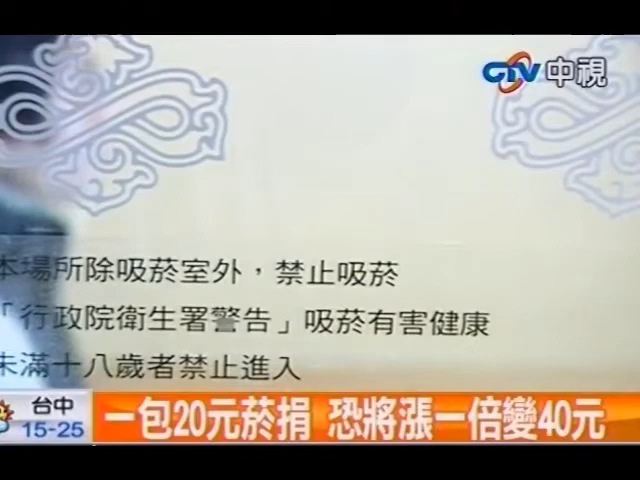 CTV中視
本場所除吸菸室外，禁止吸菸
「行政院衛生署警告」吸菸有害健康
未滿十八歲者禁止進入
台中
15-25
一包20元菸捐 恐將漲一倍變40元